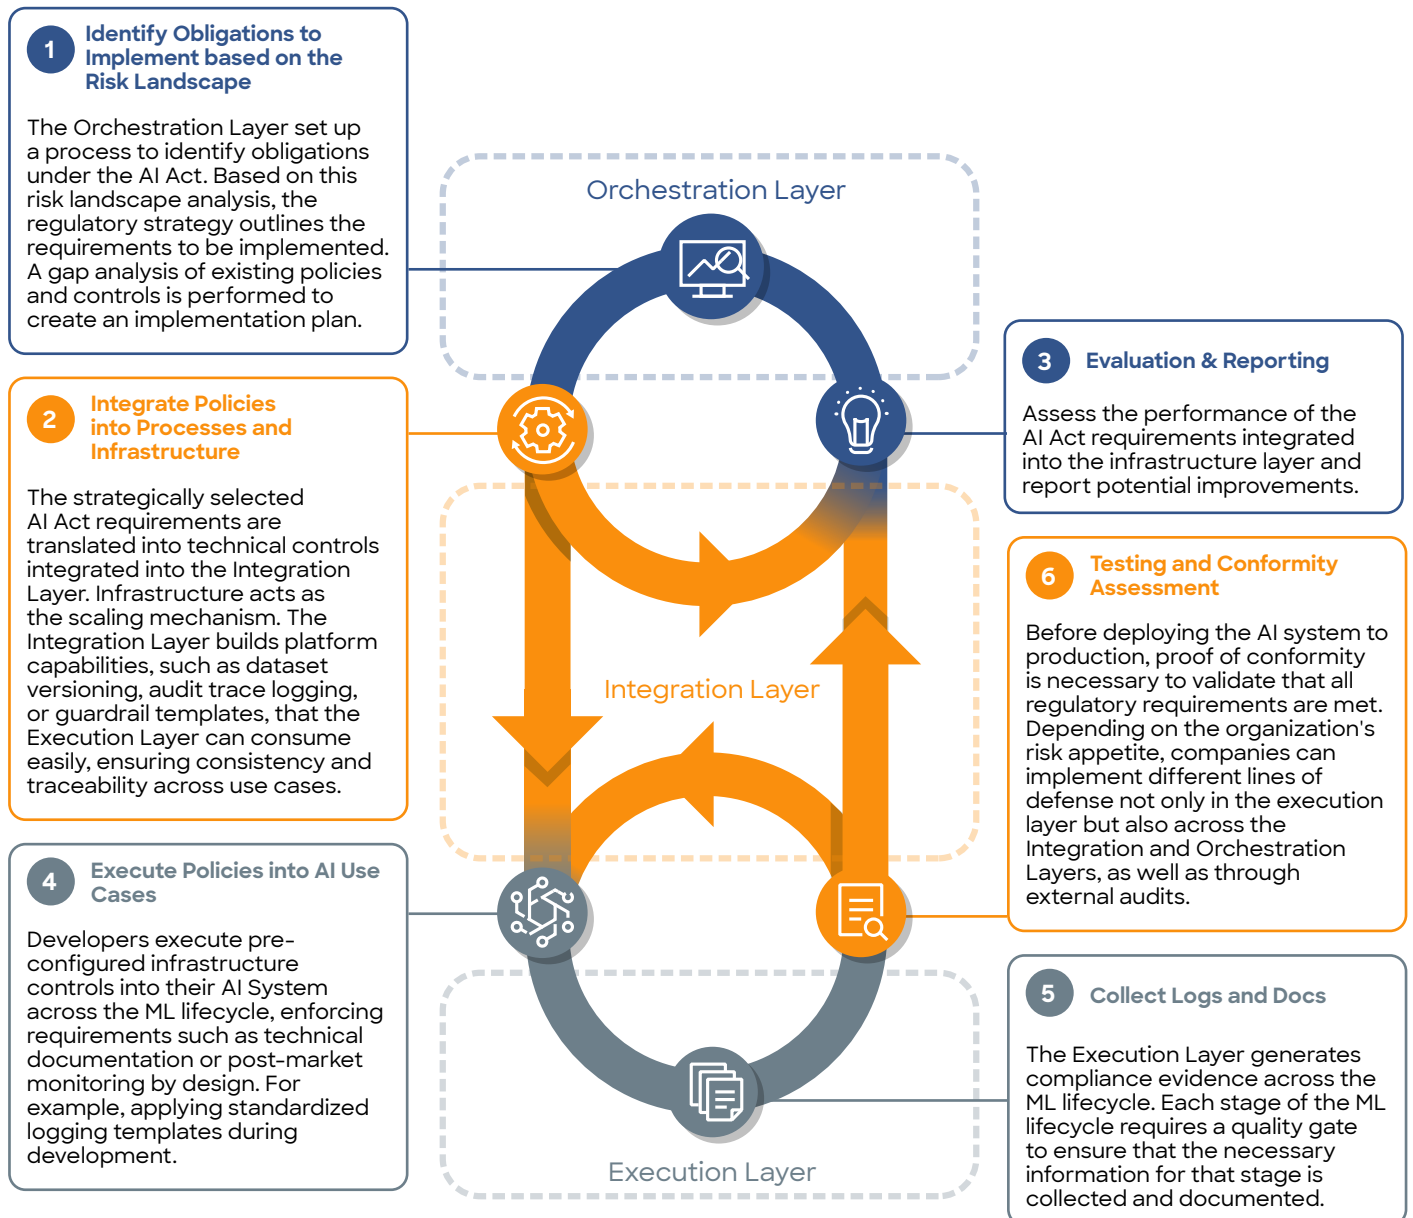 1
Identify Obligations to
Implement based on the
Risk Landscape
The Orchestration Layer set up
a process to identify obligations
under the AI Act. Based on this
risk landscape analysis, the
regulatory strategy outlines the
requirements to be implemented.
A gap analysis of existing policies
and controls is performed to
create an implementation plan.
2
Integrate Policies
into Processes and
Infrastructure
The strategically selected
AI Act requirements are
translated into technical controls
integrated into the Integration
Layer. Infrastructure acts as
the scaling mechanism. The
Integration Layer builds platform
capabilities, such as dataset
versioning, audit trace logging,
or guardrail templates, that the
Execution Layer can consume
easily, ensuring consistency and
traceability across use cases.
4
Execute Policies into AI Use
Cases
Developers execute pre-
configured infrastructure
controls into their AI System
across the ML lifecycle, enforcing
requirements such as technical
documentation or post-market
monitoring by design. For
example, applying standardized
logging templates during
development.
Orchestration Layer
Integration Layer
Execution Layer
3
Evaluation & Reporting
Assess the performance of the
AI Act requirements integrated
into the infrastructure layer and
report potential improvements.
6
Testing and Conformity
Assessment
Before deploying the AI system to
production, proof of conformity
is necessary to validate that all
regulatory requirements are met.
Depending on the organization's
risk appetite, companies can
implement different lines of
defense not only in the execution
layer but also across the
Integration and Orchestration
Layers, as well as through
external audits.
5
Collect Logs and Docs
The Execution Layer generates
compliance evidence across the
ML lifecycle. Each stage of the ML
lifecycle requires a quality gate
to ensure that the necessary
information for that stage is
collected and documented.